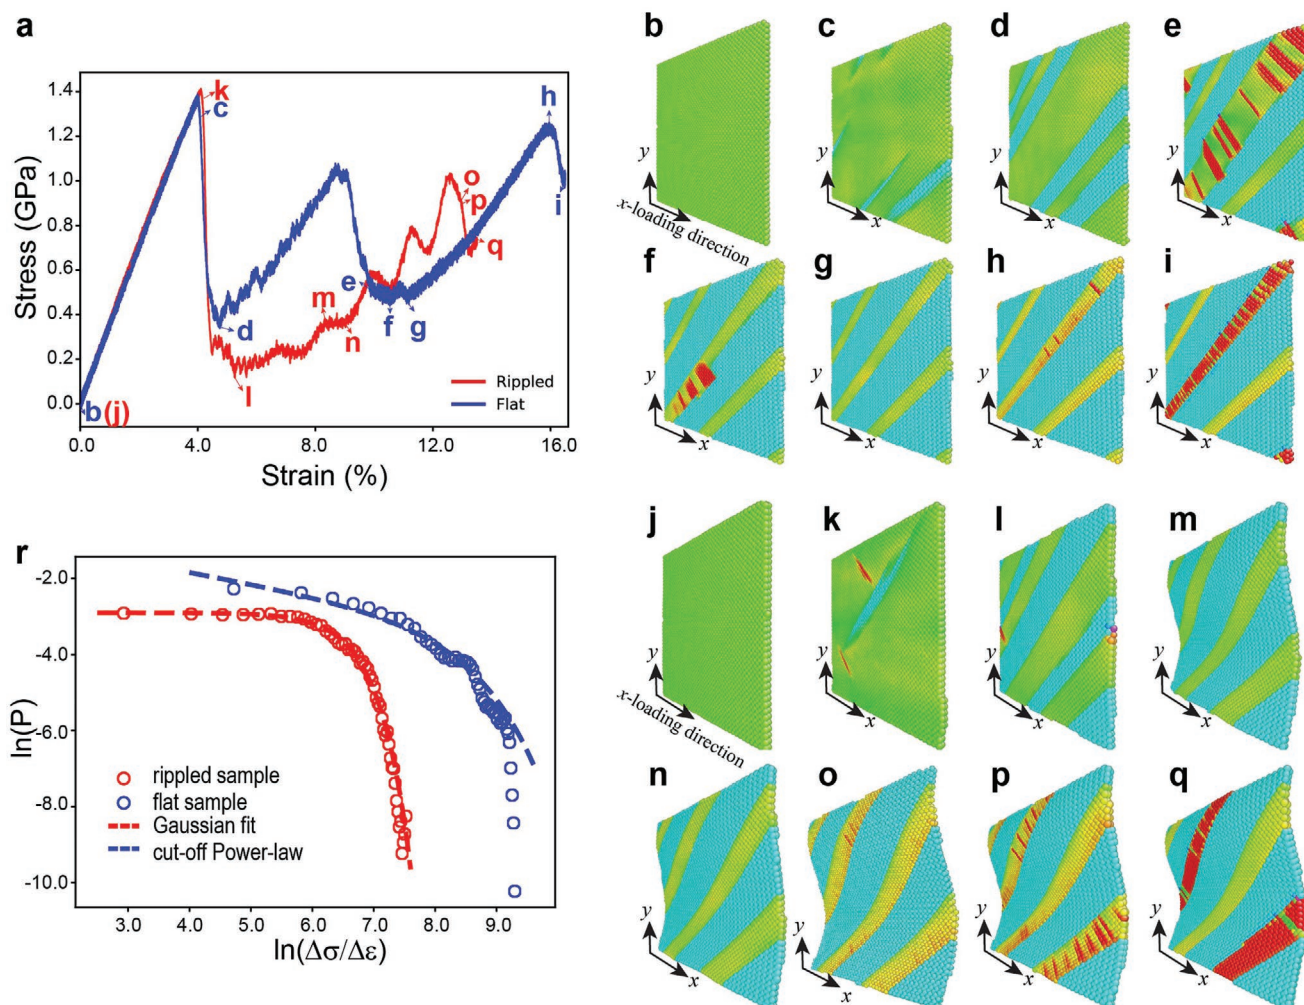 a
1.4
1.2
1.0
0.8
0.6
0.4
0.2
0.0
Stress (GPa)
k
c
h
o
p
i
q
e
m
f
g
d
n
l
b(j)
Rippled
Flat
0.0 4.0 8.0 12.0 16.0
Strain (%)
b c d e
y
x-loading direction
y
x
y
x
y
x
f g h i
y
x
y
x
y
x
y
x
r
-2.0
-4.0
-6.0
-8.0
-10.0
ln(P)
rippled sample
flat sample
Gaussian fit
cut-off Power-law
3.0 4.0 5.0 6.0 7.0 8.0 9.0
ln(Δσ/Δε)
j k l m
y
x-loading direction
y
x
y
x
y
x
n o p q
y
x
y
x
y
x
y
x